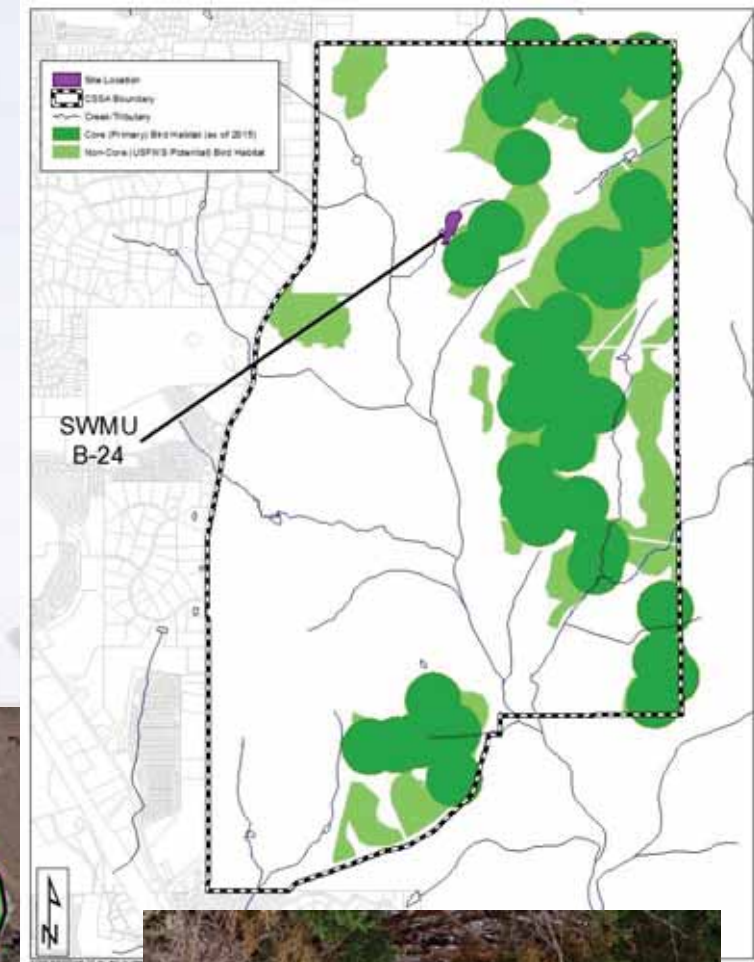 Site Location
CSSA Boundary
Creek/Tributary
Core (Primary) Bird Habitat (as of 2015)
Non-Core (USFWS Potential) Bird Habitat
SWMU
B-24
N